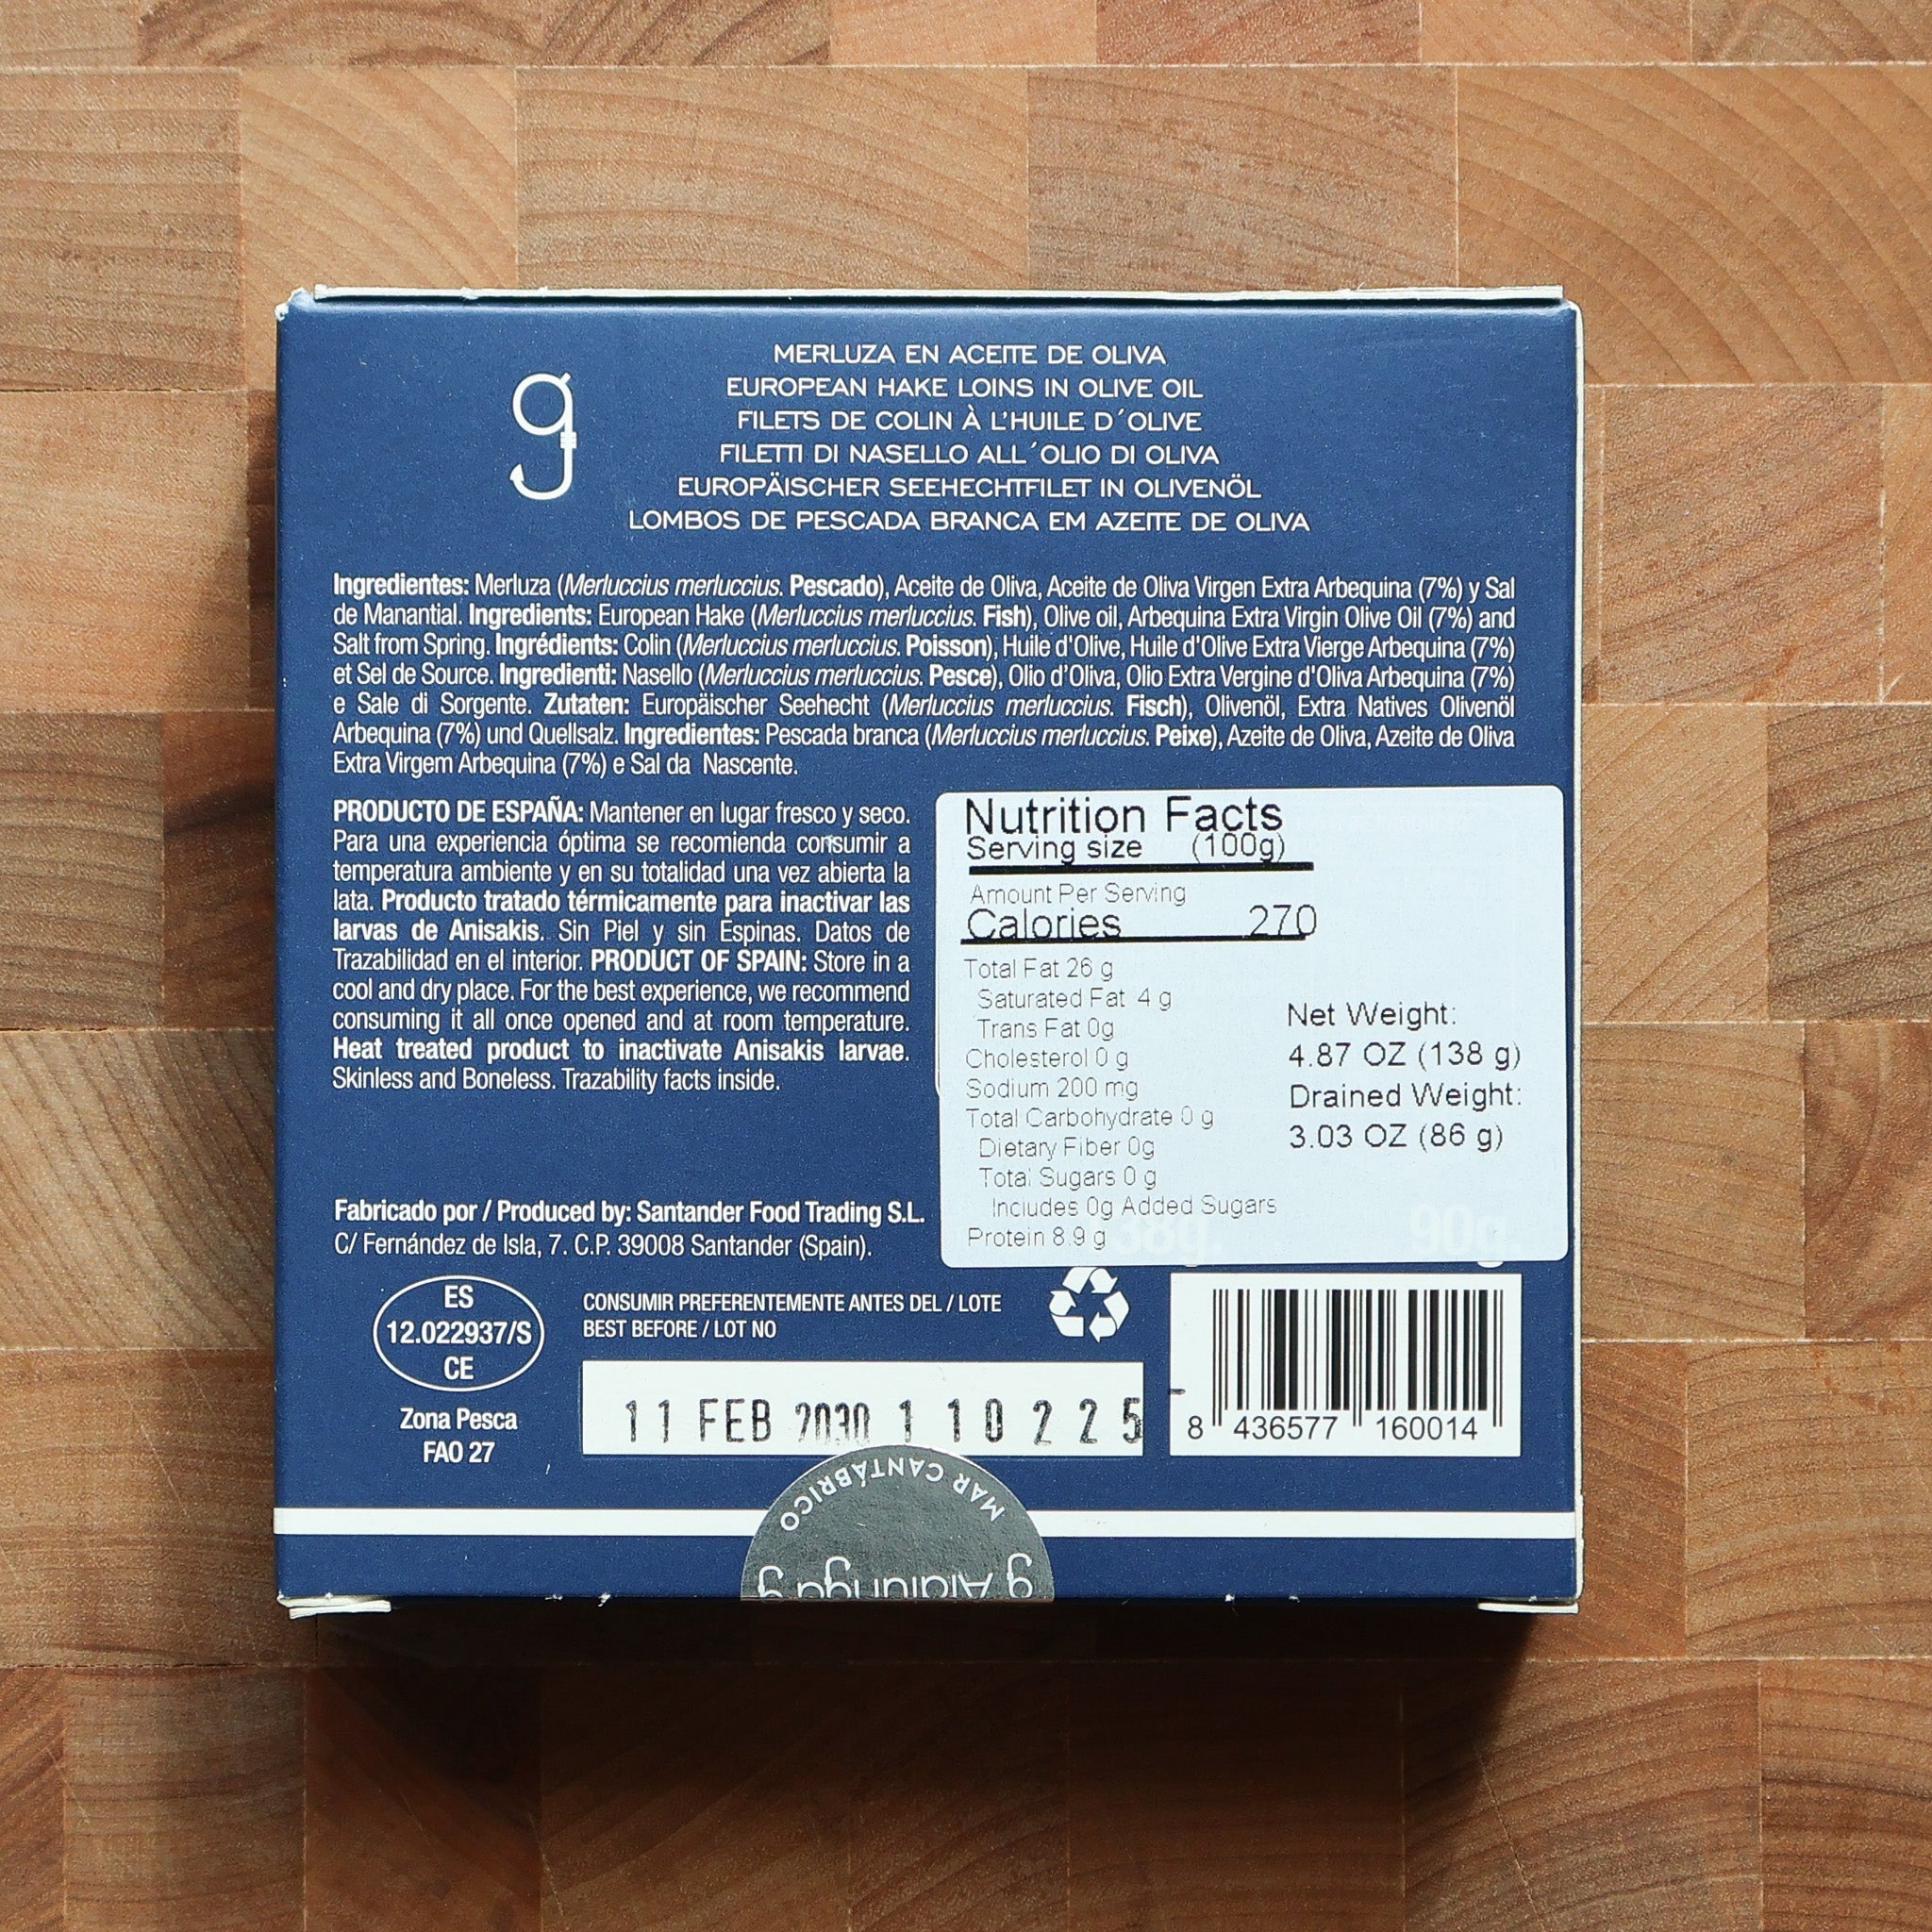 g
MERLUZA EN ACEITE DE OLIVA
EUROPEAN HAKE LOINS IN OLIVE OIL
FILETS DE COLIN À L'HUILE D´OLIVE
FILETTI DI NASELLO ALL´OLIO DI OLIVA
EUROPÄISCHER SEEHECHTFILET IN OLIVENÖL
LOMBOS DE PESCADA BRANCA EM AZEITE DE OLIVA
Ingredientes: Merluza (Merluccius merluccius. Pescado), Aceite de Oliva, Aceite de Oliva Virgen Extra Arbequina (7%) y Sal
de Manantial. Ingredients: European Hake (Merluccius merluccius. Fish), Olive oil, Arbequina Extra Virgin Olive Oil (7%) and
Salt from Spring. Ingrédients: Colin (Merluccius merluccius. Poisson), Huile d'Olive, Huile d'Olive Extra Vierge Arbequina (7%)
et Sel de Source. Ingredienti: Nasello (Merluccius merluccius. Pesce), Olio d'Oliva, Olio Extra Vergine d'Oliva Arbequina (7%)
e Sale di Sorgente. Zutaten: Europäischer Seehecht (Merluccius merluccius. Fisch), Olivenöl, Extra Natives Olivenöl
Arbequina (7%) und Quellsalz. Ingredientes: Pescada branca (Merluccius merluccius. Peixe), Azeite de Oliva, Azeite de Oliva
Extra Virgem Arbequina (7%) e Sal da Nascente.
PRODUCTO DE ESPAÑA: Mantener en lugar fresco y seco.
Para una experiencia óptima se recomienda consumir a
temperatura ambiente y en su totalidad una vez abierta la
lata. Producto tratado térmicamente para inactivar las
larvas de Anisakis. Sin Piel y sin Espinas. Datos de
Trazabilidad en el interior. PRODUCT OF SPAIN: Store in a
cool and dry place. For the best experience, we recommend
consuming it all once opened and at room temperature.
Heat treated product to inactivate Anisakis larvae.
Skinless and Boneless. Trazability facts inside.
Nutrition Facts
Serving size (100g)
Amount Per Serving
Calories 270
Total Fat 26 g
Saturated Fat 4 g
Trans Fat 0g
Cholesterol 0 g
Sodium 200 mg
Total Carbohydrate 0 g
Dietary Fiber 0g
Total Sugars 0 g
Includes 0g Added Sugars
Protein 8.9 g
Net Weight:
4.87 OZ (138 g)
Drained Weight:
3.03 OZ (86 g)
38g.
90g.
Fabricado por / Produced by: Santander Food Trading S.L.
C/ Fernández de Isla, 7. C.P. 39008 Santander (Spain).
ES
12.022937/S
CE
Zona Pesca
FAO 27
CONSUMIR PREFERENTEMENTE ANTES DEL / LOTE
BEST BEFORE / LOT NO
11 FEB 2030 1 10225
8 436577 160014
MAR CANTÁBRICO